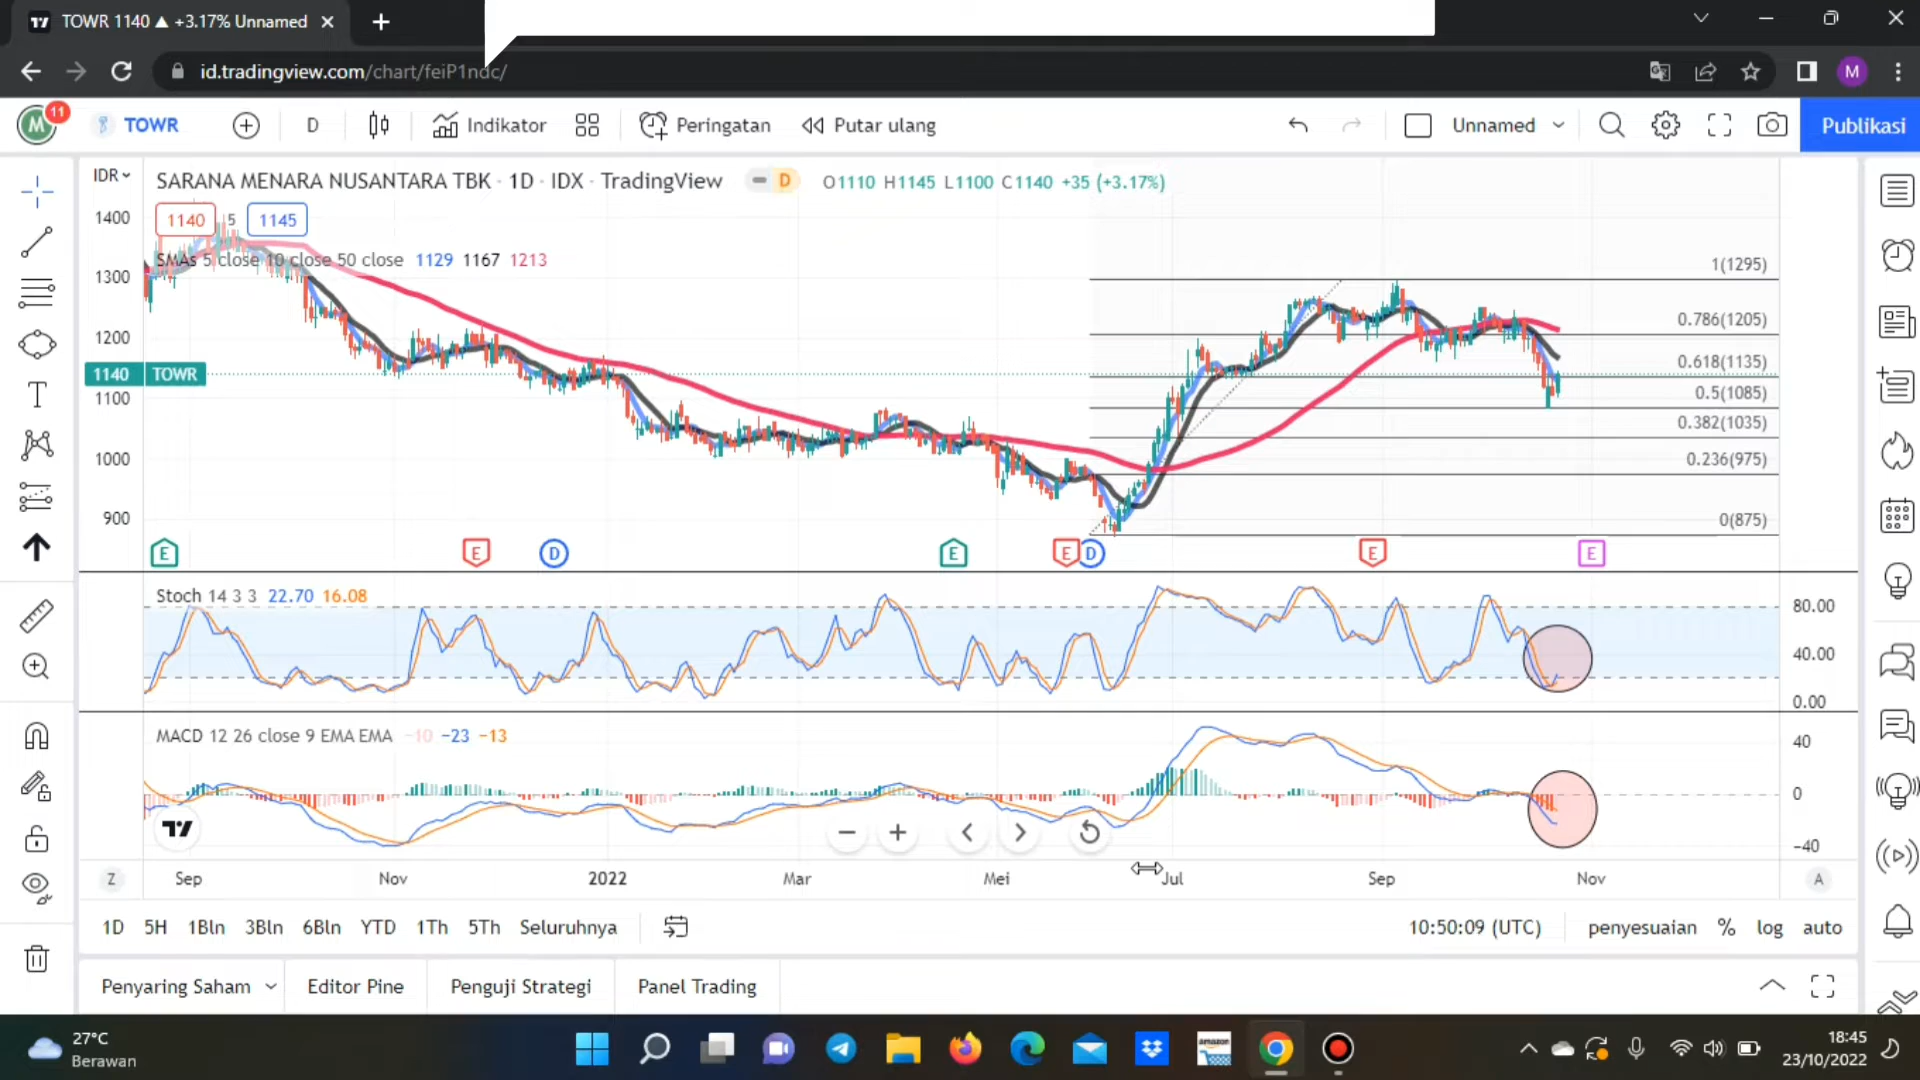 TOWR 1140 ▲ +3.17% Unnamed
id.tradingview.com/chart/feiP1ndc/
M
M 11
TOWR
D
Indikator
Peringatan
Putar ulang
Unnamed
Publikasi
IDR
SARANA MENARA NUSANTARA TBK · 1D · IDX · TradingView
D
O1110 H1145 L1100 C1140 +35 (+3.17%)
1140 5 1145
SMAs 5 close 10 close 50 close 1129 1167 1213
1400
1300
1200
1140 TOWR
1100
1000
900
1(1295)
0.786(1205)
0.618(1135)
0.5(1085)
0.382(1035)
0.236(975)
0(875)
E E D E E D E E
Stoch 14 3 3 22.70 16.08
80.00
40.00
0.00
MACD 12 26 close 9 EMA EMA −10 −23 −13
40
0
−40
Z Sep Nov 2022 Mar Mei Jul Sep Nov A
1D 5H 1Bln 3Bln 6Bln YTD 1Th 5Th Seluruhnya
10:50:09 (UTC) penyesuaian % log auto
Penyaring Saham Editor Pine Penguji Strategi Panel Trading
27°C
Berawan
amazon
18:45
23/10/2022